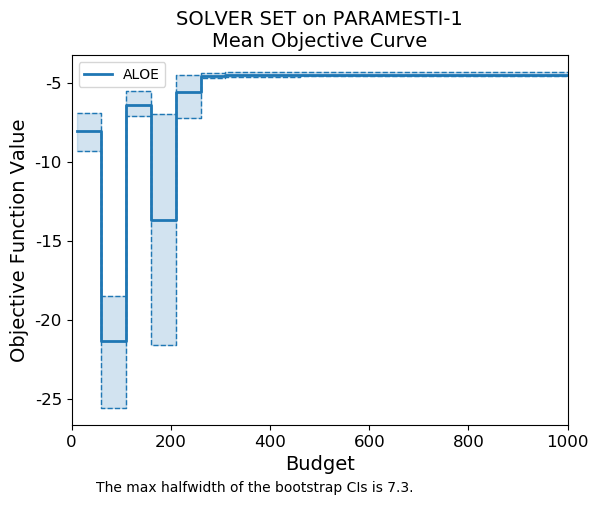 SOLVER SET on PARAMESTI-1
Mean Objective Curve
ALOE
Objective Function Value
-5
-10
-15
-20
-25
0 200 400 600 800 1000
Budget
The max halfwidth of the bootstrap CIs is 7.3.